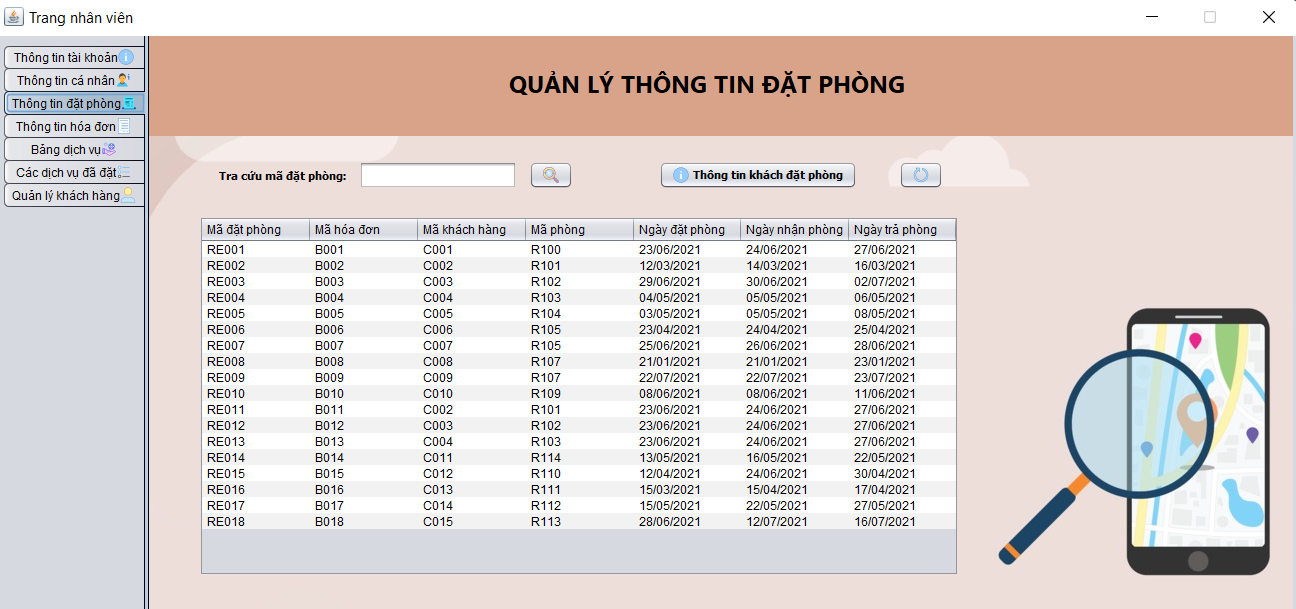 Trang nhân viên
Thông tin tài khoản
Thông tin cá nhân
Thông tin đặt phòng
Thông tin hóa đơn
Bảng dịch vụ
Các dịch vụ đã đặt
Quản lý khách hàng
QUẢN LÝ THÔNG TIN ĐẶT PHÒNG
Tra cứu mã đặt phòng: Thông tin khách đặt phòng
Mã đặt phòng Mã hóa đơn Mã khách hàng Mã phòng Ngày đặt phòng Ngày nhận phòng Ngày trả phòng
RE001 B001 C001 R100 23/06/2021 24/06/2021 27/06/2021
RE002 B002 C002 R101 12/03/2021 14/03/2021 16/03/2021
RE003 B003 C003 R102 29/06/2021 30/06/2021 02/07/2021
RE004 B004 C004 R103 04/05/2021 05/05/2021 06/05/2021
RE005 B005 C005 R104 03/05/2021 05/05/2021 08/05/2021
RE006 B006 C006 R105 23/04/2021 24/04/2021 25/04/2021
RE007 B007 C007 R105 25/06/2021 26/06/2021 28/06/2021
RE008 B008 C008 R107 21/01/2021 21/01/2021 23/01/2021
RE009 B009 C009 R107 22/07/2021 22/07/2021 23/07/2021
RE010 B010 C010 R109 08/06/2021 08/06/2021 11/06/2021
RE011 B011 C002 R101 23/06/2021 24/06/2021 27/06/2021
RE012 B012 C003 R102 23/06/2021 24/06/2021 27/06/2021
RE013 B013 C004 R103 23/06/2021 24/06/2021 27/06/2021
RE014 B014 C011 R114 13/05/2021 16/05/2021 22/05/2021
RE015 B015 C012 R110 12/04/2021 24/06/2021 30/04/2021
RE016 B016 C013 R111 15/03/2021 15/04/2021 17/04/2021
RE017 B017 C014 R112 15/05/2021 22/05/2021 27/05/2021
RE018 B018 C015 R113 28/06/2021 12/07/2021 16/07/2021